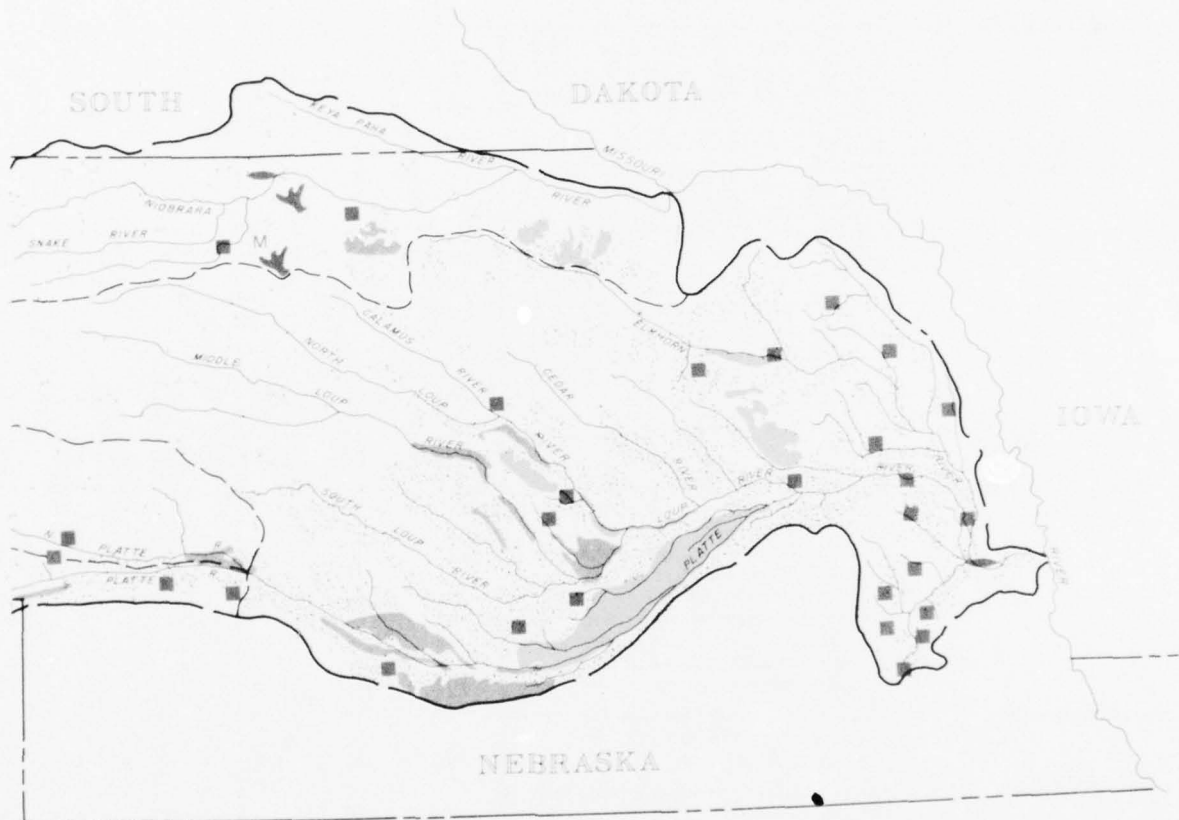 SOUTH
DAKOTA
KEYA PAHA
RIVER
MISSOURI
NIOBRARA
RIVER
SNAKE RIVER
M
ELKHORN
CALAMUS
RIVER
NORTH
LOUP
RIVER
CEDAR
RIVER
MIDDLE
LOUP
RIVER
IOWA
RIVER
RIVER
LOUP
RIVER
SOUTH
LOUP
RIVER
PLATTE
N. PLATTE R.
PLATTE R.
RIVER
NEBRASKA